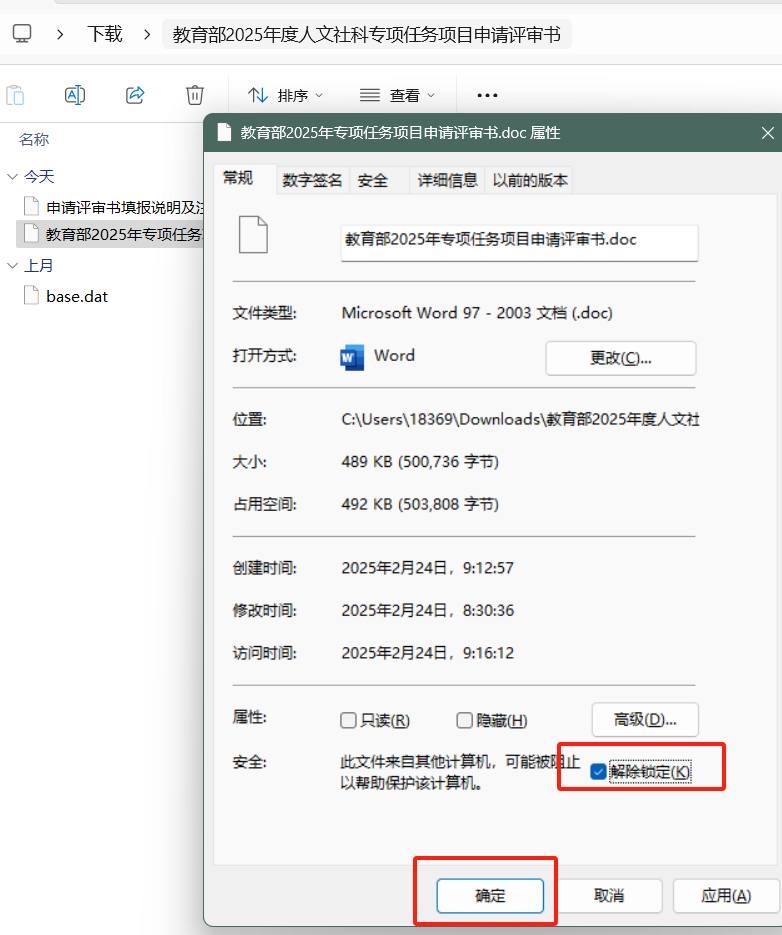 下载 教育部2025年度人文社科专项任务项目申请评审书
排序 查看
名称
今天
申请评审书填报说明及
教育部2025年专项任务
上月
base.dat
教育部2025年专项任务项目申请评审书.doc 属性
常规 数字签名 安全 详细信息 以前的版本
教育部2025年专项任务项目申请评审书.doc
文件类型: Microsoft Word 97 - 2003 文档 (.doc)
打开方式: Word 更改(C)...
位置: C:\Users\18369\Downloads\教育部2025年度人文社
大小: 489 KB (500,736 字节)
占用空间: 492 KB (503,808 字节)
创建时间: 2025年2月24日，9:12:57
修改时间: 2025年2月24日，8:30:36
访问时间: 2025年2月24日，9:16:12
属性: 只读(R) 隐藏(H) 高级(D)...
安全: 此文件来自其他计算机，可能被阻止 解除锁定(K)
以帮助保护该计算机。
确定 取消 应用(A)